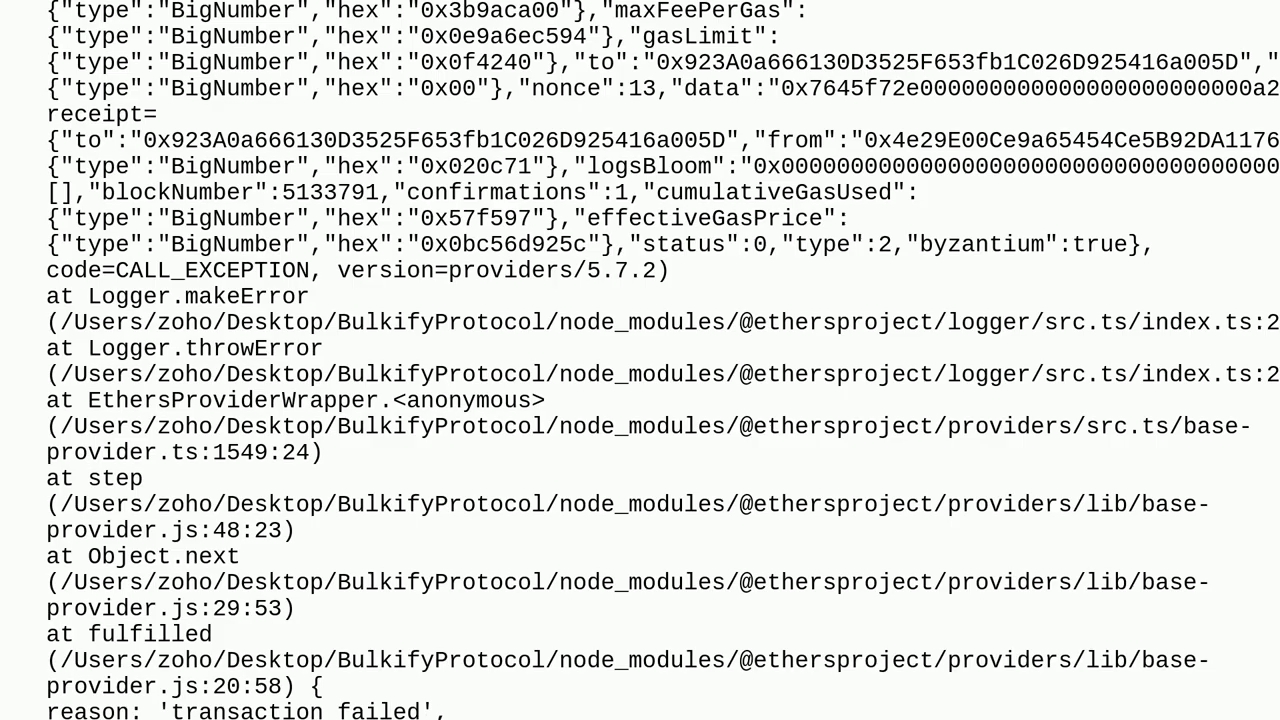 {"type":"BigNumber","hex":"0x3b9aca00"},"maxFeePerGas":
{"type":"BigNumber","hex":"0x0e9a6ec594"},"gasLimit":
{"type":"BigNumber","hex":"0x0f4240"},"to":"0x923A0a666130D3525F653fb1C026D925416a005D","
{"type":"BigNumber","hex":"0x00"},"nonce":13,"data":"0x7645f72e000000000000000000000000a2
receipt=
{"to":"0x923A0a666130D3525F653fb1C026D925416a005D","from":"0x4e29E00Ce9a65454Ce5B92DA1176
{"type":"BigNumber","hex":"0x020c71"},"logsBloom":"0x000000000000000000000000000000000000
[],"blockNumber":5133791,"confirmations":1,"cumulativeGasUsed":
{"type":"BigNumber","hex":"0x57f597"},"effectiveGasPrice":
{"type":"BigNumber","hex":"0x0bc56d925c"},"status":0,"type":2,"byzantium":true},
code=CALL_EXCEPTION, version=providers/5.7.2)
at Logger.makeError
(/Users/zoho/Desktop/BulkifyProtocol/node_modules/@ethersproject/logger/src.ts/index.ts:2
at Logger.throwError
(/Users/zoho/Desktop/BulkifyProtocol/node_modules/@ethersproject/logger/src.ts/index.ts:2
at EthersProviderWrapper.<anonymous>
(/Users/zoho/Desktop/BulkifyProtocol/node_modules/@ethersproject/providers/src.ts/base-
provider.ts:1549:24)
at step
(/Users/zoho/Desktop/BulkifyProtocol/node_modules/@ethersproject/providers/lib/base-
provider.js:48:23)
at Object.next
(/Users/zoho/Desktop/BulkifyProtocol/node_modules/@ethersproject/providers/lib/base-
provider.js:29:53)
at fulfilled
(/Users/zoho/Desktop/BulkifyProtocol/node_modules/@ethersproject/providers/lib/base-
provider.js:20:58) {
reason: 'transaction failed',